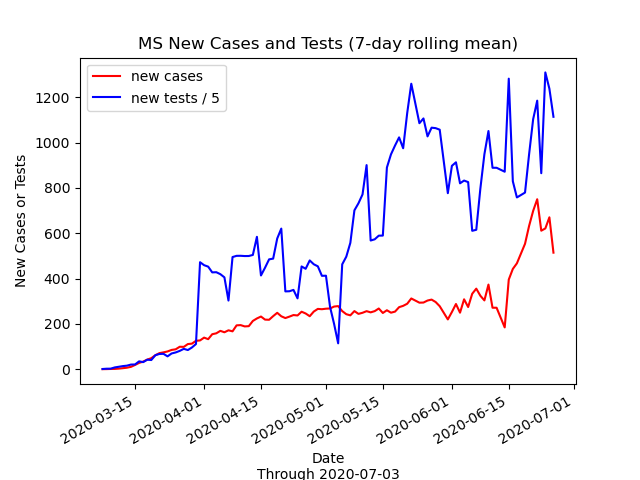 MS New Cases and Tests (7-day rolling mean)
new cases
new tests / 5
New Cases or Tests
1200
1000
800
600
400
200
0
2020-03-15
2020-04-01
2020-04-15
2020-05-01
2020-05-15
2020-06-01
2020-06-15
2020-07-01
Date
Through 2020-07-03